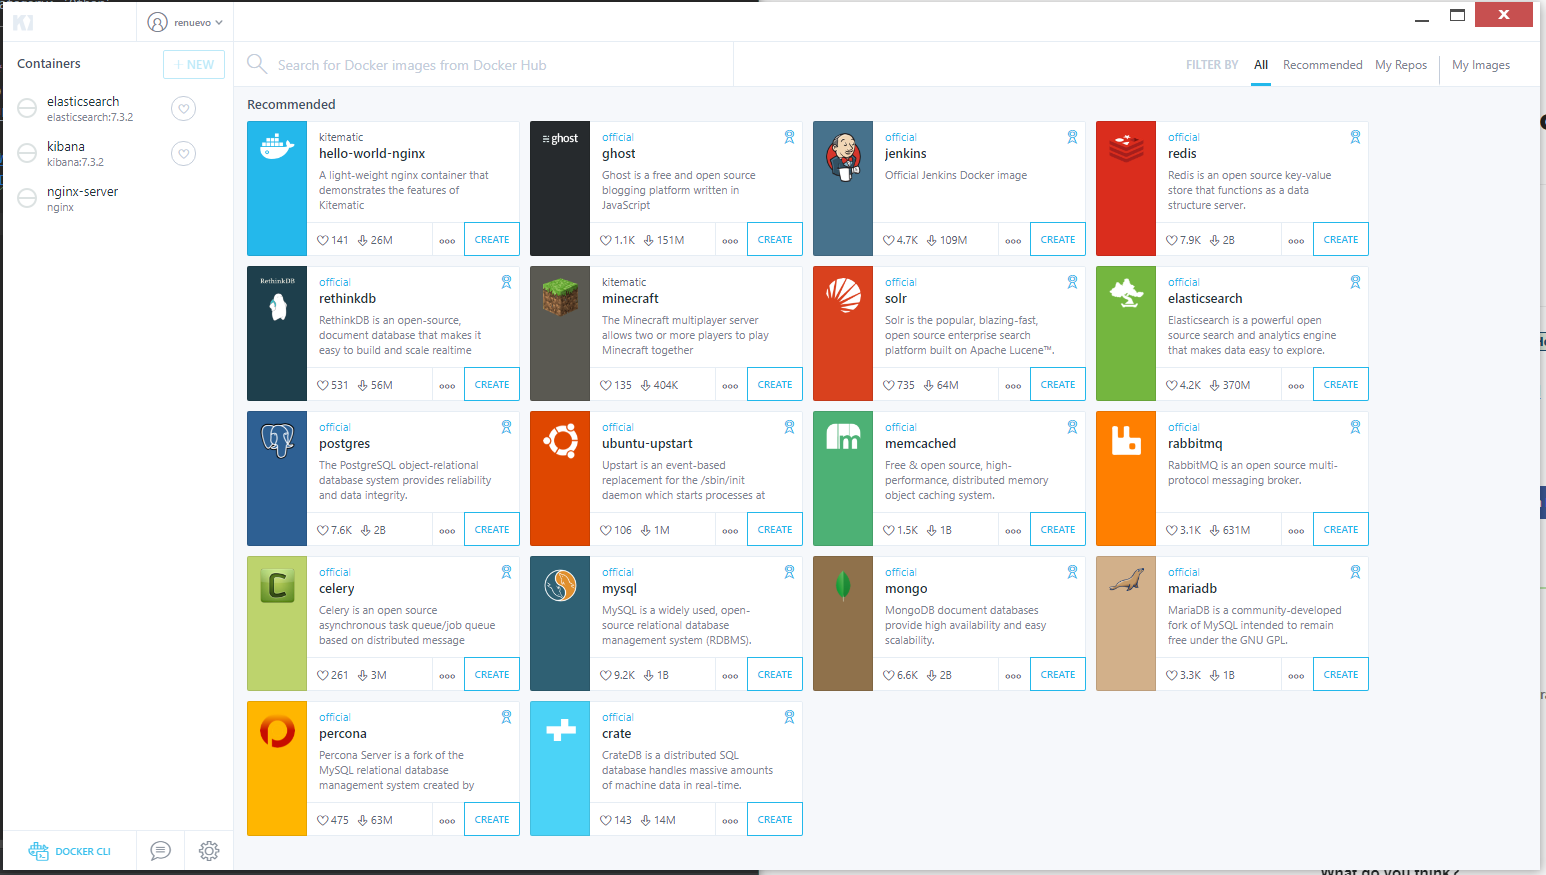 renuevo
Containers
+ NEW
Search for Docker images from Docker Hub
FILTER BY All Recommended My Repos My Images
elasticsearch
elasticsearch:7.3.2
kibana
kibana:7.3.2
nginx-server
nginx
Recommended
kitematic
hello-world-nginx
A light-weight nginx container that
demonstrates the features of
Kitematic
141 26M
CREATE
ghost
official
ghost
Ghost is a free and open source
blogging platform written in
JavaScript
1.1K 151M
CREATE
official
jenkins
Official Jenkins Docker image
4.7K 109M
CREATE
official
redis
Redis is an open source key-value
store that functions as a data
structure server.
7.9K 2B
CREATE
RethinkDB
official
rethinkdb
RethinkDB is an open-source,
document database that makes it
easy to build and scale realtime
531 56M
CREATE
kitematic
minecraft
The Minecraft multiplayer server
allows two or more players to play
Minecraft together
135 404K
CREATE
official
solr
Solr is the popular, blazing-fast,
open source enterprise search
platform built on Apache Lucene™.
735 64M
CREATE
official
elasticsearch
Elasticsearch is a powerful open
source search and analytics engine
that makes data easy to explore.
4.2K 370M
CREATE
official
postgres
The PostgreSQL object-relational
database system provides reliability
and data integrity.
7.6K 2B
CREATE
official
ubuntu-upstart
Upstart is an event-based
replacement for the /sbin/init
daemon which starts processes at
106 1M
CREATE
m
official
memcached
Free & open source, high-
performance, distributed memory
object caching system.
1.5K 1B
CREATE
official
rabbitmq
RabbitMQ is an open source multi-
protocol messaging broker.
3.1K 631M
CREATE
C
official
celery
Celery is an open source
asynchronous task queue/job queue
based on distributed message
261 3M
CREATE
official
mysql
MySQL is a widely used, open-
source relational database
management system (RDBMS).
9.2K 1B
CREATE
official
mongo
MongoDB document databases
provide high availability and easy
scalability.
6.6K 2B
CREATE
official
mariadb
MariaDB is a community-developed
fork of MySQL intended to remain
free under the GNU GPL.
3.3K 1B
CREATE
official
percona
Percona Server is a fork of the
MySQL relational database
management system created by
475 63M
CREATE
official
crate
CrateDB is a distributed SQL
database handles massive amounts
of machine data in real-time.
143 14M
CREATE
DOCKER CLI